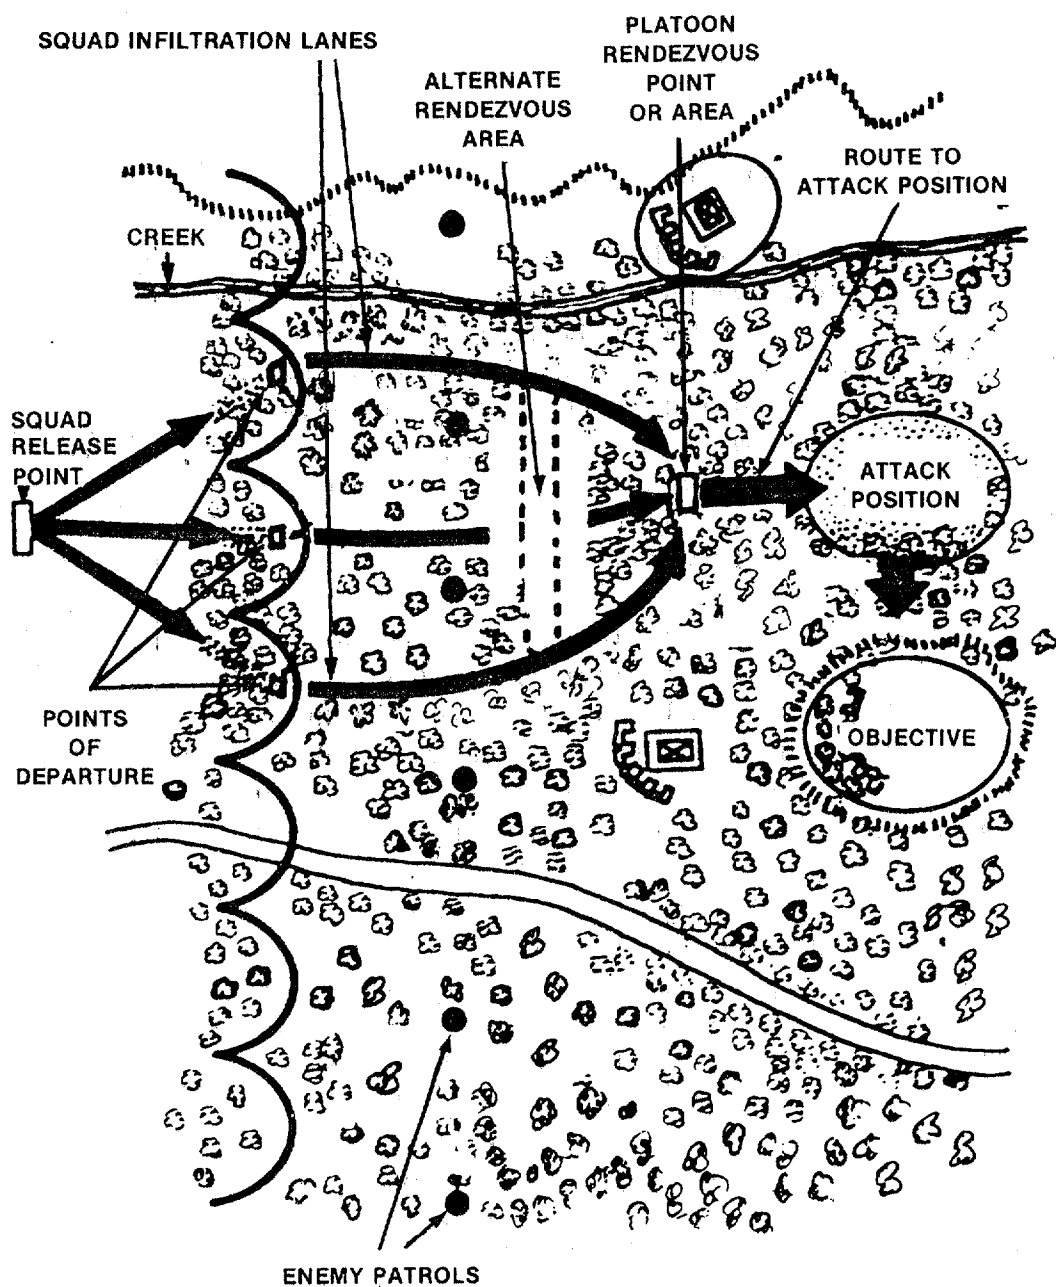 SQUAD INFILTRATION LANES
ALTERNATE
RENDEZVOUS
AREA
PLATOON
RENDEZVOUS
POINT
OR AREA
ROUTE TO
ATTACK POSITION
CREEK
SQUAD
RELEASE
POINT
ATTACK
POSITION
POINTS
OF
DEPARTURE
OBJECTIVE
ENEMY PATROLS